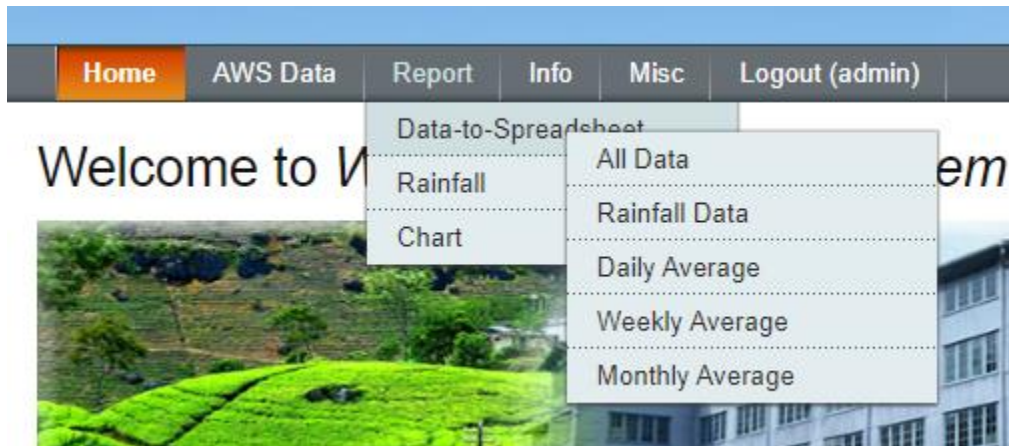 Home AWS Data Report Info Misc Logout (admin)
Data-to-Spreadsheet
All Data
Welcome to
Rainfall
Rainfall Data
Chart
Daily Average
Weekly Average
Monthly Average